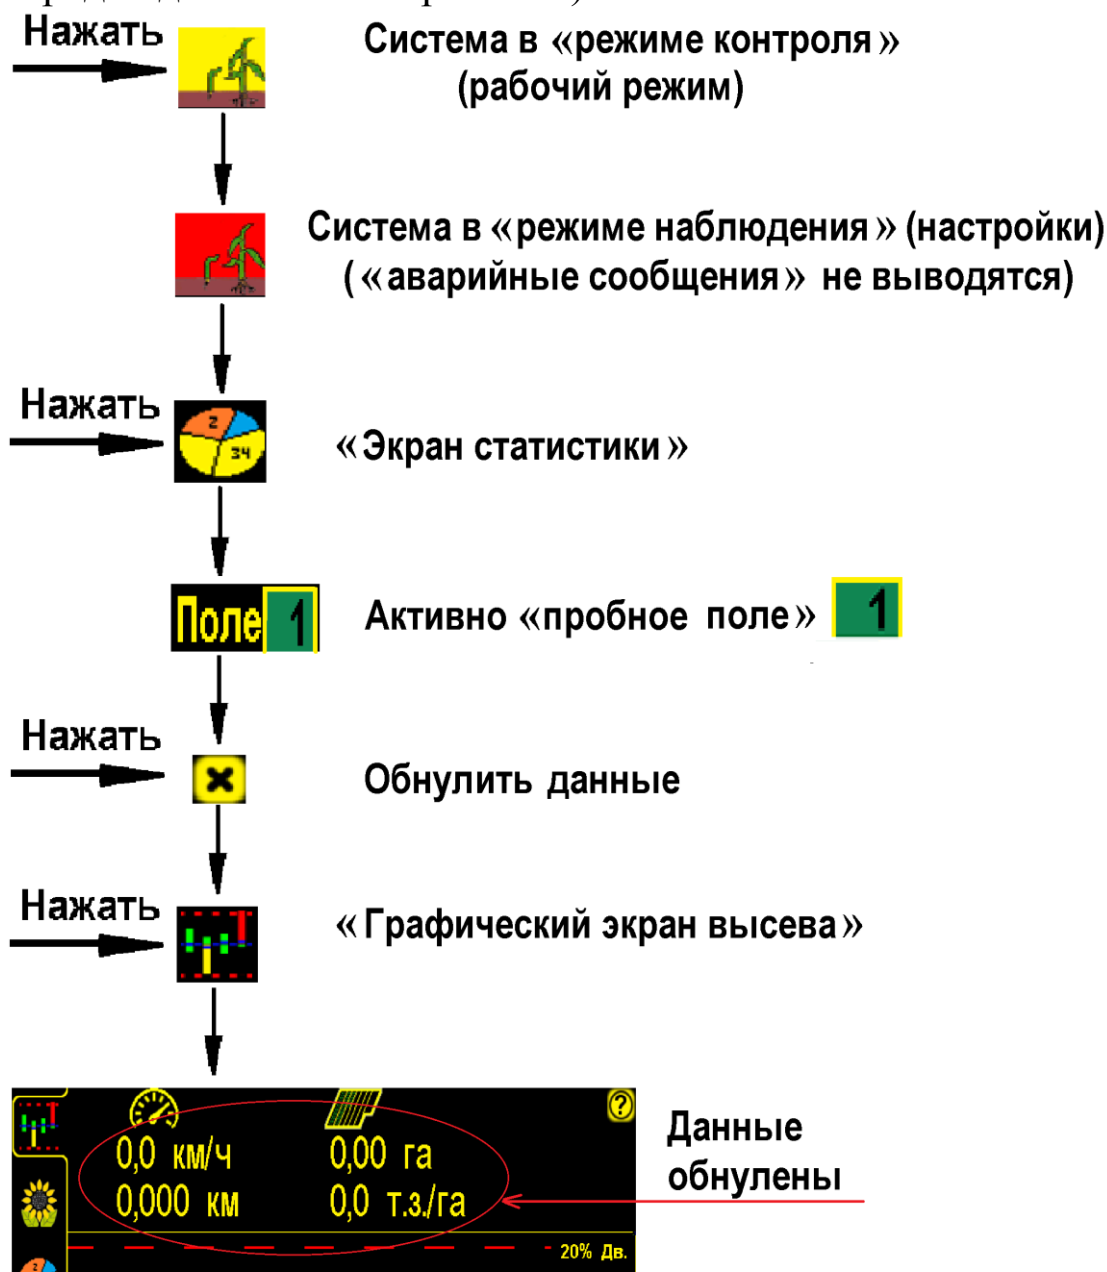 Нажать
Система в «режиме контроля»
(рабочий режим)
Система в «режиме наблюдения» (настройки)
(«аварийные сообщения» не выводятся)
Нажать
2
34
«Экран статистики»
Поле 1
Активно «пробное поле» 1
Нажать
Обнулить данные
Нажать
«Графический экран высева»
?
0,0 км/ч 0,00 га
0,000 км 0,0 т.з./га
Данные
обнулены
20% Дв.
2